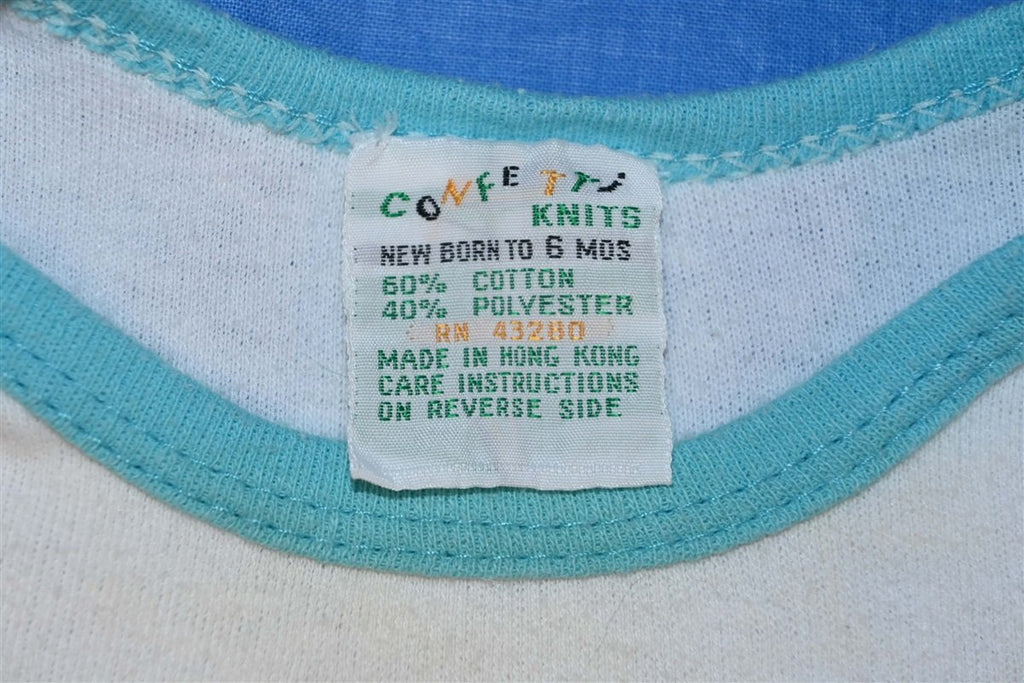 CONFETTI
KNITS
NEW BORN TO 6 MOS
60% COTTON
40% POLYESTER
RN 43280
MADE IN HONG KONG
CARE INSTRUCTIONS
ON REVERSE SIDE